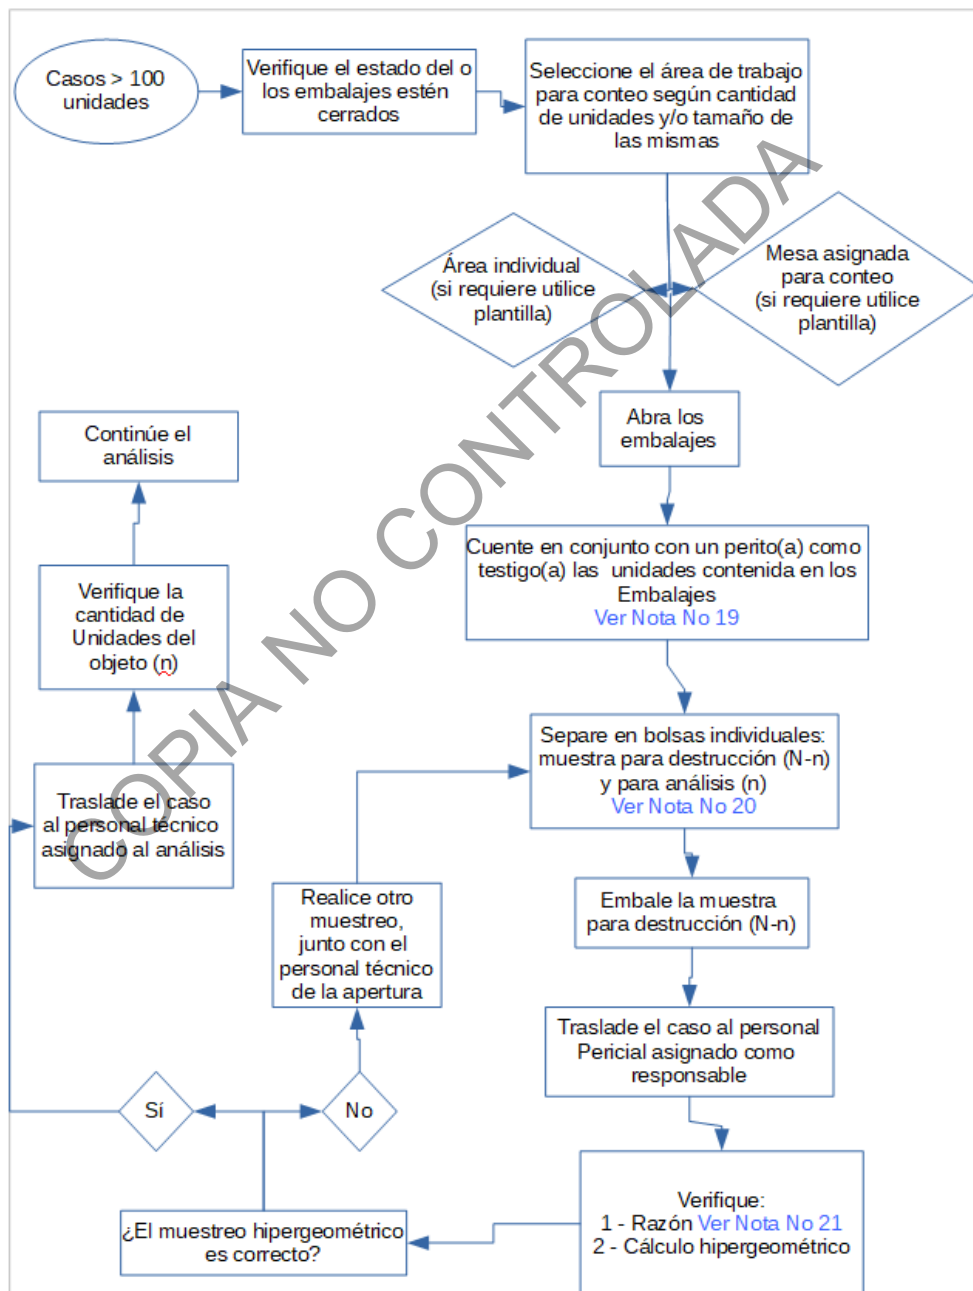 Casos > 100
unidades
Verifique el estado del o
los embalajes estén
cerrados
Seleccione el área de trabajo
para conteo según cantidad
de unidades y/o tamaño de
las mismas
Área individual
(si requiere utilice
plantilla)
Mesa asignada
para conteo
(si requiere utilice
plantilla)
Abra los
embalajes
Cuente en conjunto con un perito(a) como
testigo(a) las unidades contenida en los
Embalajes
Ver Nota No 19
Separe en bolsas individuales:
muestra para destrucción (N-n)
y para análisis (n)
Ver Nota No 20
Embale la muestra
para destrucción (N-n)
Traslade el caso al personal
Pericial asignado como
responsable
Verifique:
1 - Razón Ver Nota No 21
2 - Cálculo hipergeométrico
¿El muestreo hipergeométrico
es correcto?
Sí
No
Realice otro
muestreo,
junto con el
personal técnico
de la apertura
Traslade el caso
al personal técnico
asignado al análisis
Verifique la
cantidad de
Unidades del
objeto (n)
Continúe el
análisis
COPIA NO CONTROLADA